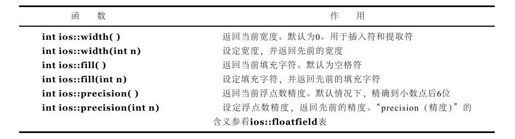 函 数 作 用
int ios::width( ) 返回当前宽度。默认为0。用于插入符和提取符
int ios::width(int n) 设定宽度，并返回先前的宽度
int ios::fill( ) 返回当前填充字符。默认为空格符
int ios::fill(int n) 设定填充字符，并返回先前的填充字符
int ios::precision( ) 返回当前浮点数精度。默认情况下，精确到小数点后6位
int ios::precision(int n) 设定浮点数精度，返回先前的精度。“precision（精度）”的
含义参看ios::floatfield表